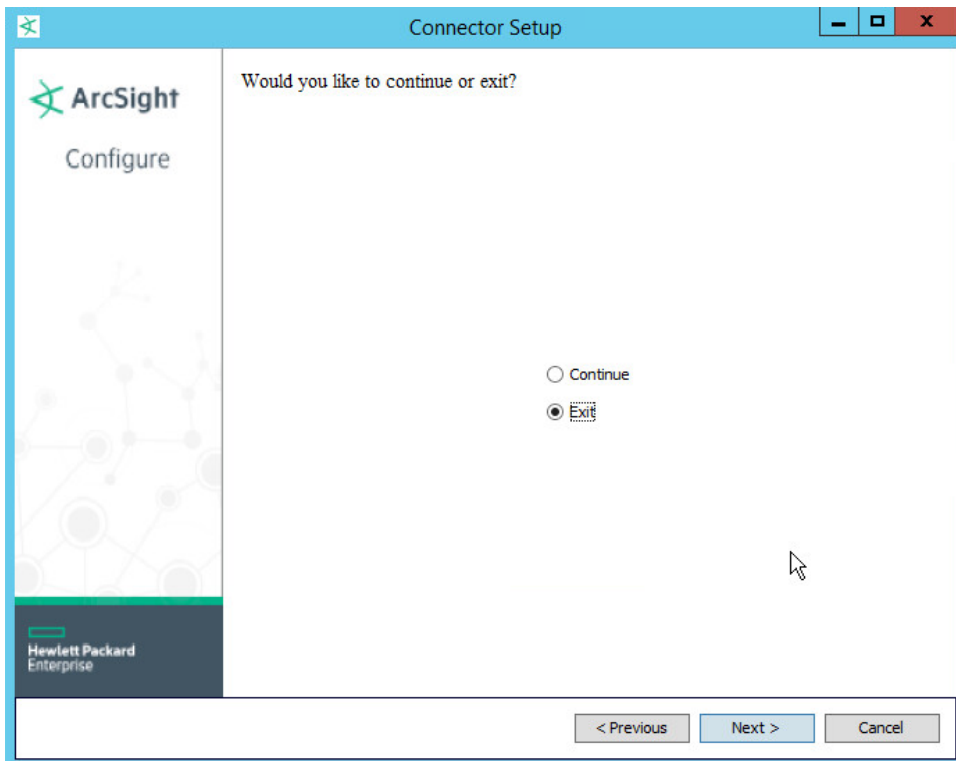 Connector Setup
ArcSight
Configure
Would you like to continue or exit?
Continue
Exit
Hewlett Packard
Enterprise
< Previous
Next >
Cancel